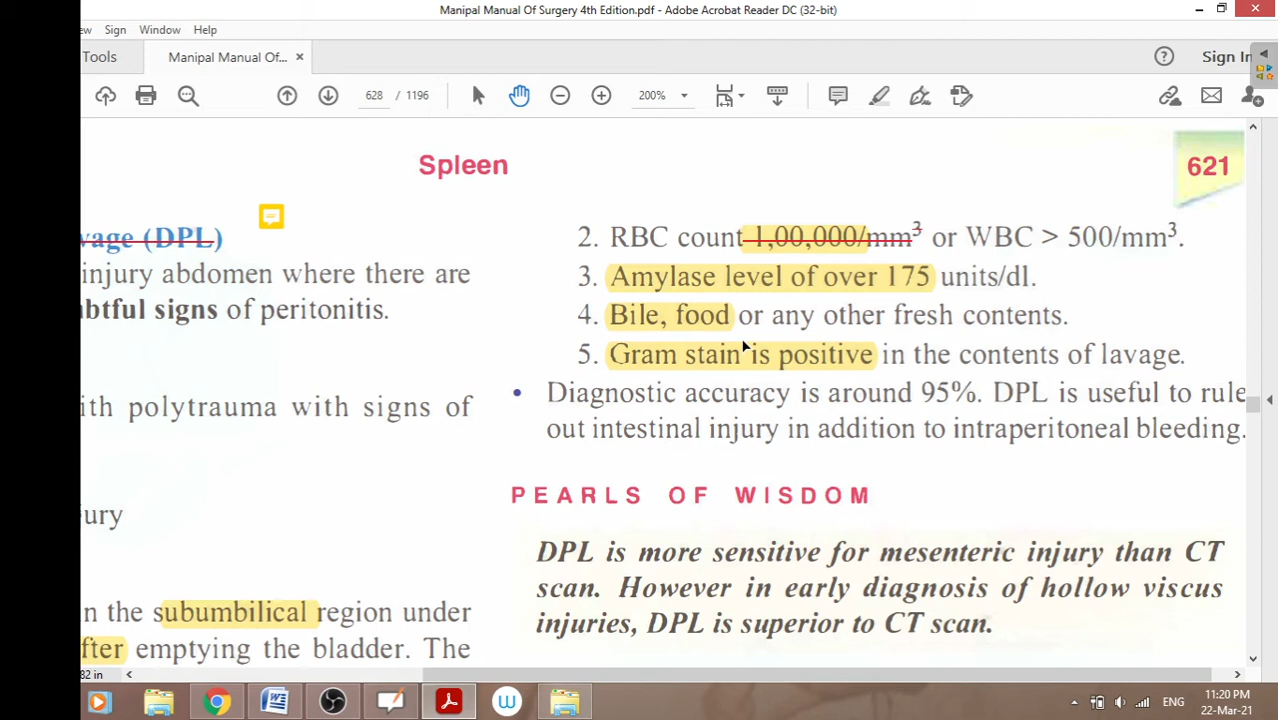 Manipal Manual Of Surgery 4th Edition.pdf - Adobe Acrobat Reader DC (32-bit)
ew Sign Window Help
Tools Manipal Manual Of... × Sign In
628 / 1196 200%
Spleen 621
vage (DPL)
injury abdomen where there are
btful signs of peritonitis.
ith polytrauma with signs of
ury
n the subumbilical region under
fter emptying the bladder. The
2. RBC count 1,00,000/mm³ or WBC > 500/mm³.
3. Amylase level of over 175 units/dl.
4. Bile, food or any other fresh contents.
5. Gram stain is positive in the contents of lavage.
• Diagnostic accuracy is around 95%. DPL is useful to rule
out intestinal injury in addition to intraperitoneal bleeding.
PEARLS OF WISDOM
DPL is more sensitive for mesenteric injury than CT
scan. However in early diagnosis of hollow viscus
injuries, DPL is superior to CT scan.
82 in
ENG
11:20 PM
22-Mar-21